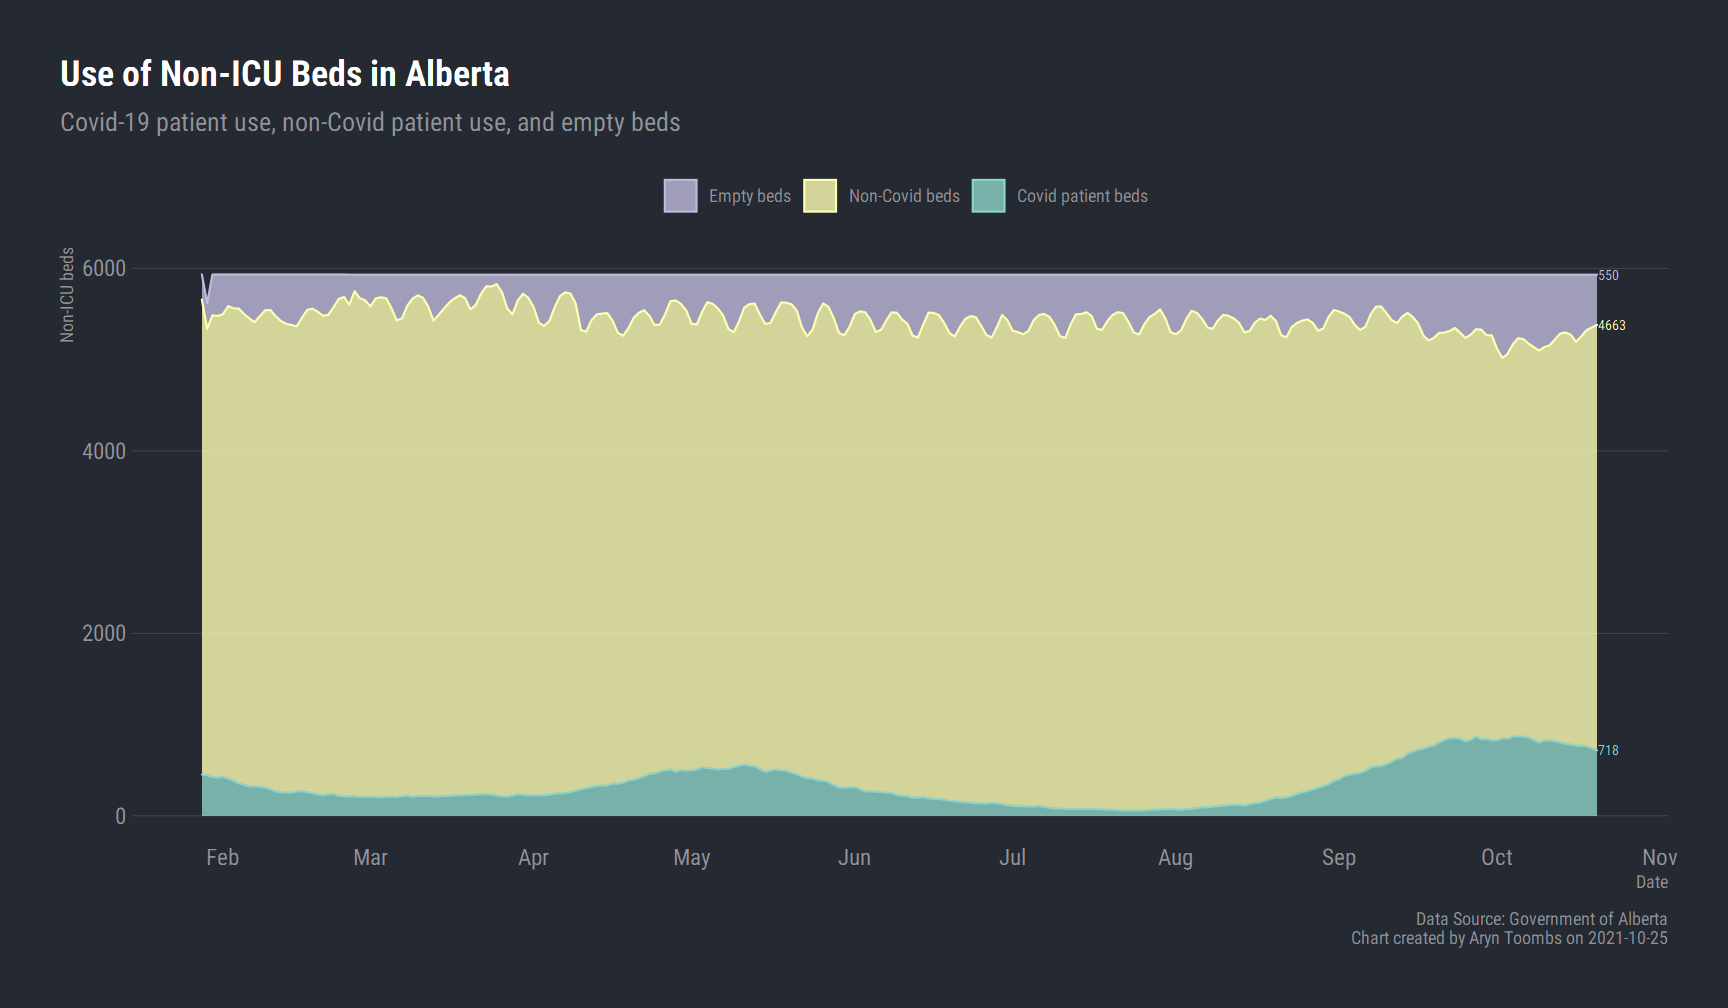 Use of Non-ICU Beds in Alberta
Covid-19 patient use, non-Covid patient use, and empty beds
Empty beds Non-Covid beds Covid patient beds
Non-ICU beds
6000
4000
2000
0
550
4663
718
Feb Mar Apr May Jun Jul Aug Sep Oct Nov
Date
Data Source: Government of Alberta
Chart created by Aryn Toombs on 2021-10-25